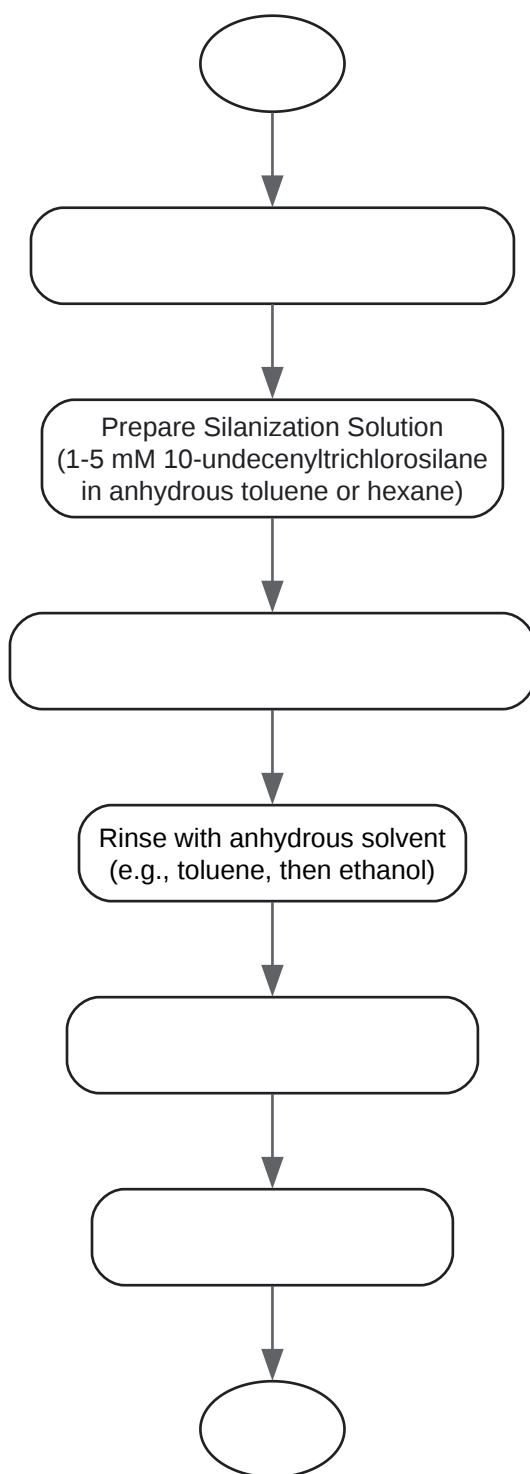 Prepare Silanization Solution
(1-5 mM 10-undecenyltrichlorosilane
in anhydrous toluene or hexane)
Rinse with anhydrous solvent
(e.g., toluene, then ethanol)